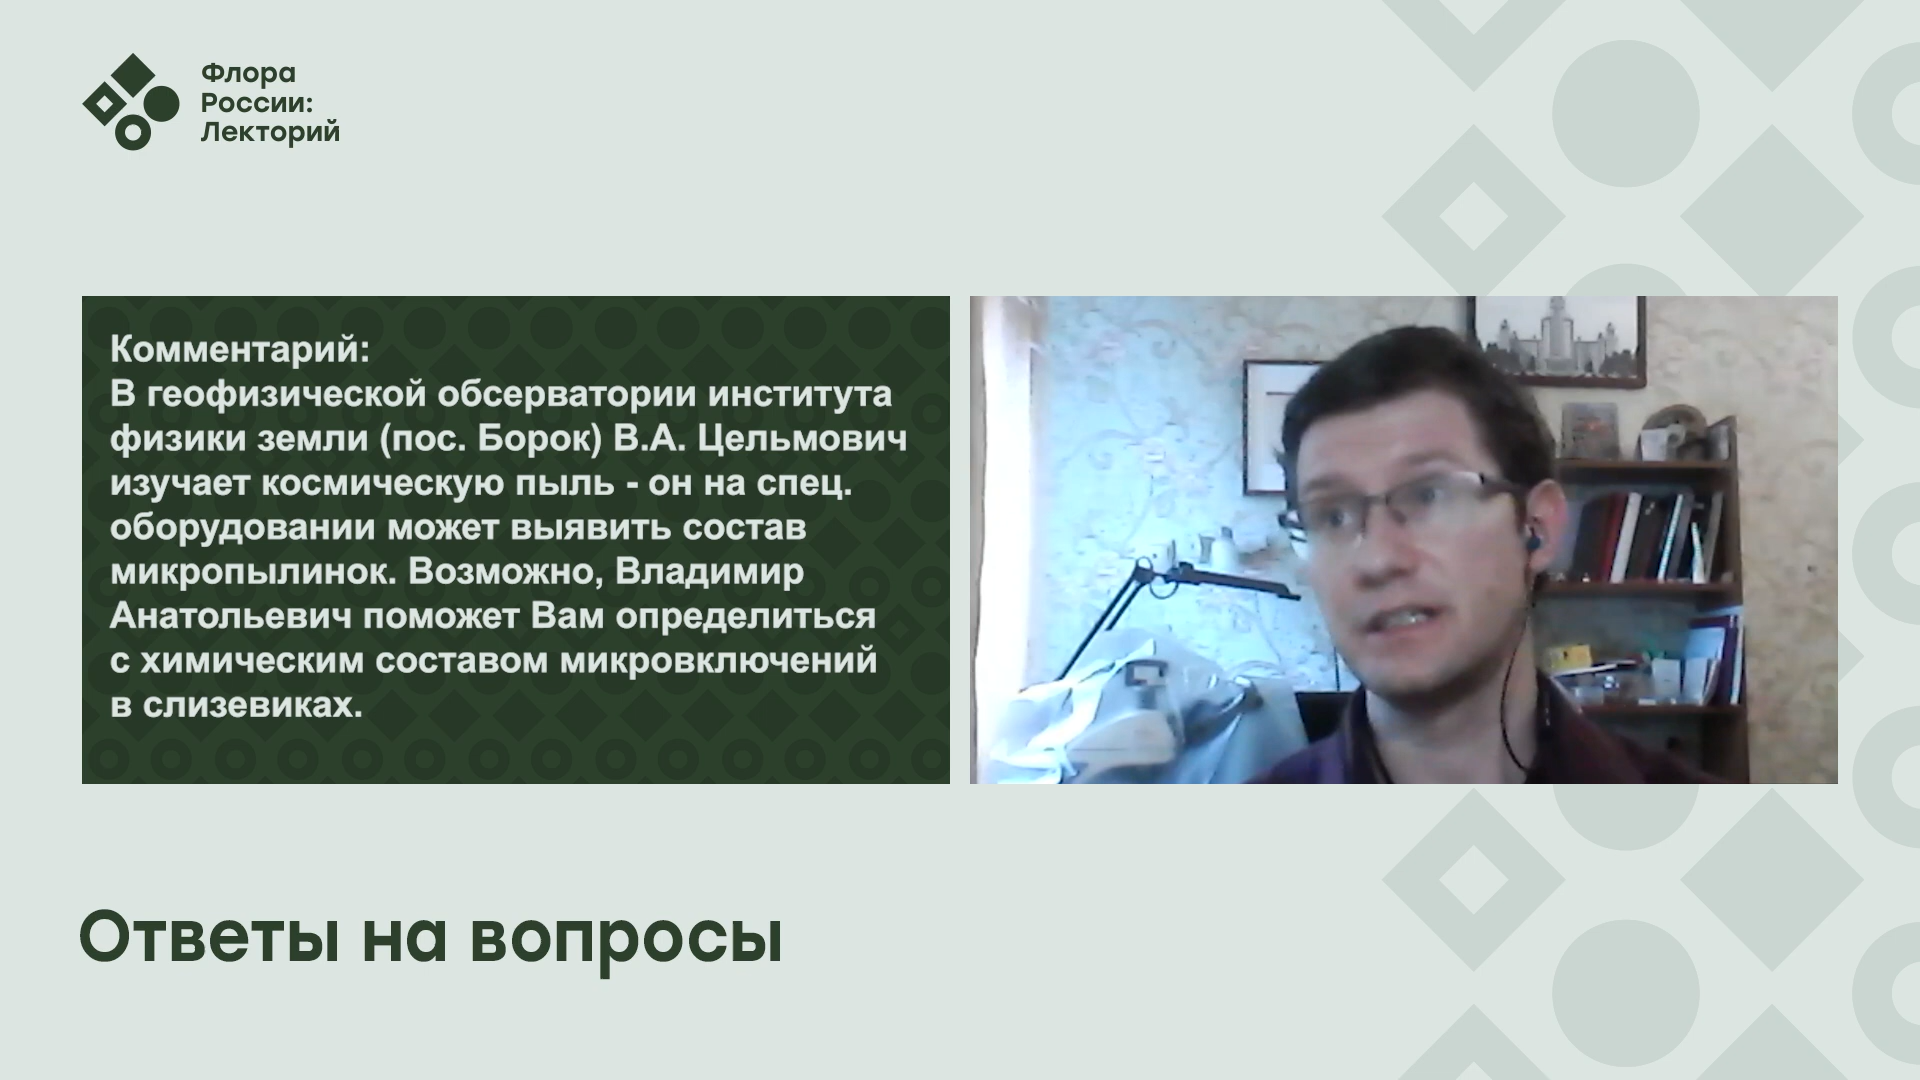 Флора
России:
Лекторий
Комментарий:
В геофизической обсерватории института
физики земли (пос. Борок) В.А. Цельмович
изучает космическую пыль - он на спец.
оборудовании может выявить состав
микропылинок. Возможно, Владимир
Анатольевич поможет Вам определиться
с химическим составом микровключений
в слизевиках.
Ответы на вопросы